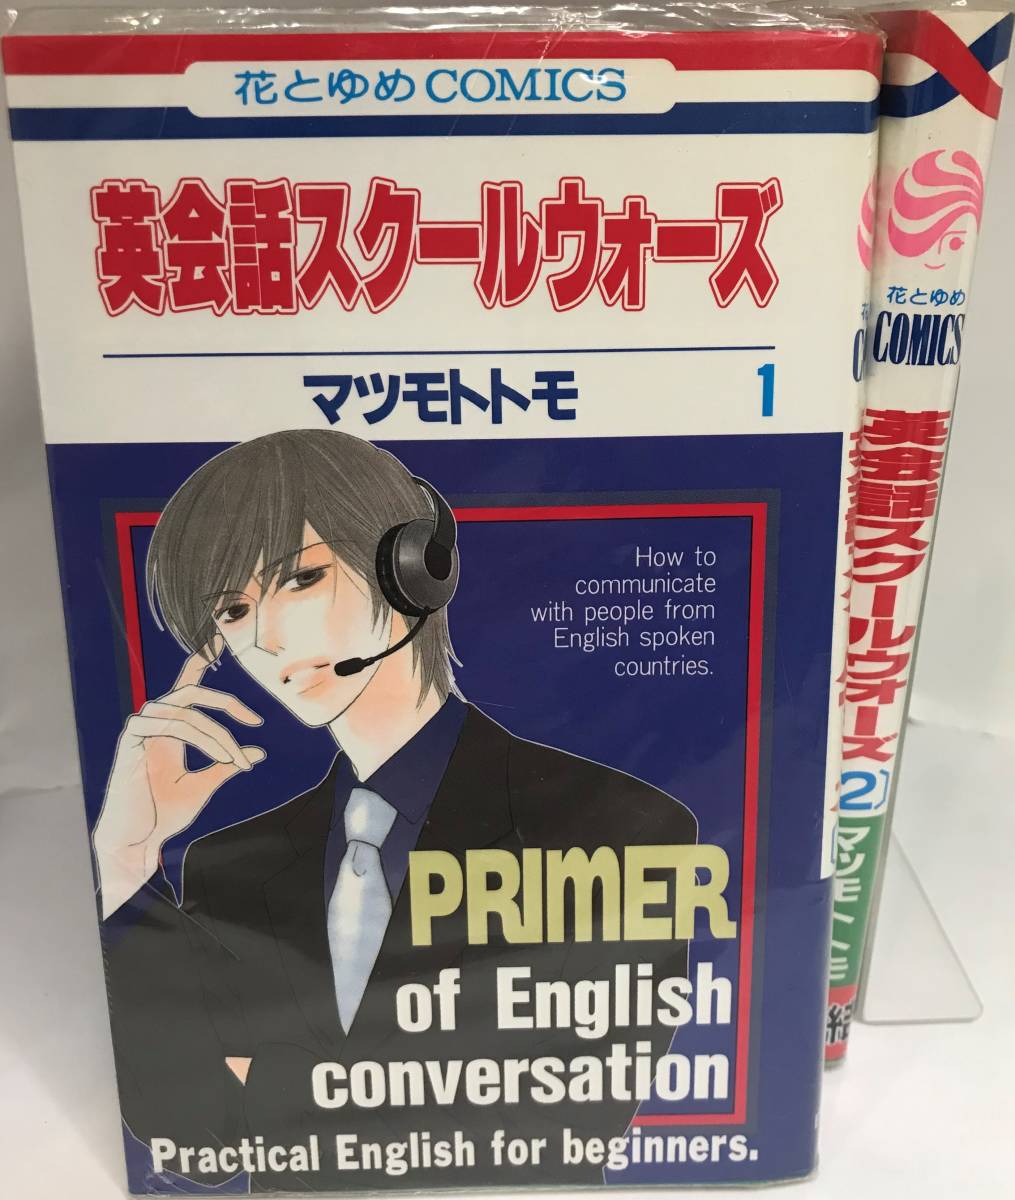 花とゆめCOMICS
英会話スクールウォーズ
マツモトトモ 1
How to
communicate
with people from
English spoken
countries.
PRIMER
of English
conversation
Practical English for beginners.
花とゆめ
COMICS
英会話スクールウォーズ
2
マツモトトモ